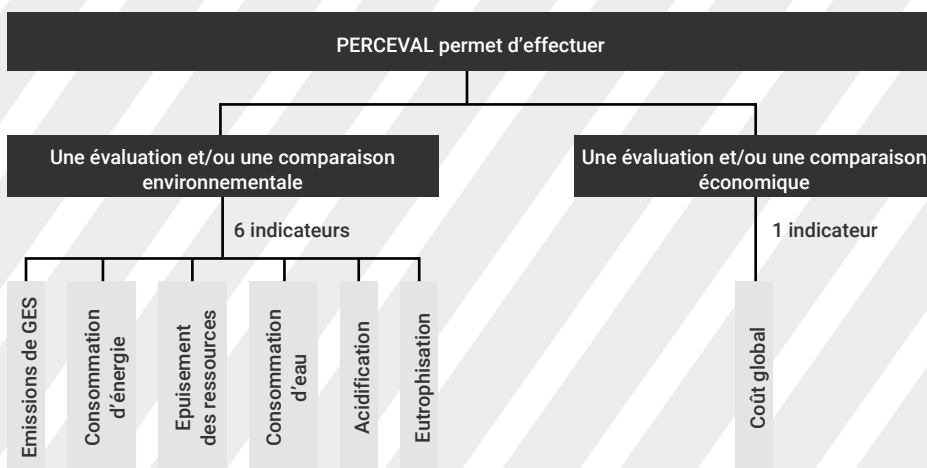 PERCEVAL permet d’effectuer
Une évaluation et/ou une comparaison
environnementale
Une évaluation et/ou une comparaison
économique
6 indicateurs
1 indicateur
Emissions de GES
Consommation
d’énergie
Epuisement
des ressources
Consommation
d’eau
Acidification
Eutrophisation
Coût global